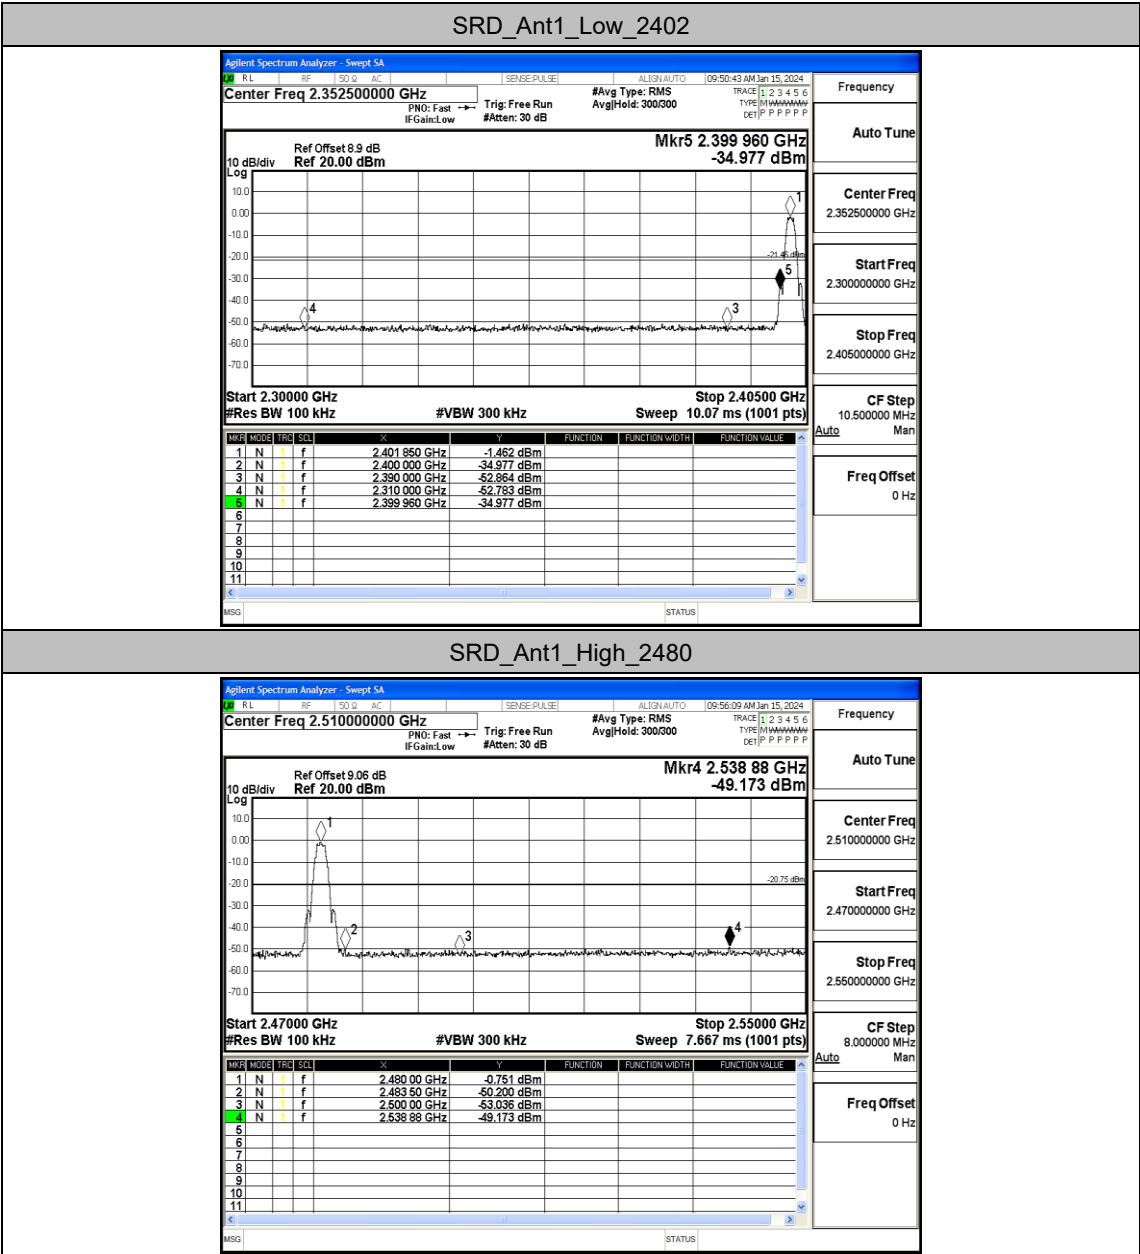 SRD_Ant1_Low_2402
Agilent Spectrum Analyzer - Swept SA
LXI RL RF 50 Ω AC SENSE:PULSE ALIGN AUTO 09:50:43 AM Jan 15, 2024
Center Freq 2.352500000 GHz #Avg Type: RMS TRACE 1 2 3 4 5 6
PNO: Fast Trig: Free Run Avg|Hold: 300/300 TYPE M WWWWW
IFGain:Low #Atten: 30 dB DET P P P P P P
Mkr5 2.399 960 GHz
-34.977 dBm
Ref Offset 8.9 dB
10 dB/div Ref 20.00 dBm
Log
10.0
0.00
-10.0
-20.0
-30.0
-40.0
-50.0
-60.0
-70.0
1
-21.46 dBm
5
4
3
Start 2.30000 GHz Stop 2.40500 GHz
#Res BW 100 kHz #VBW 300 kHz Sweep 10.07 ms (1001 pts)
MKR MODE TRC SCL X Y FUNCTION FUNCTION WIDTH FUNCTION VALUE
1 N 1 f 2.401 850 GHz -1.462 dBm
2 N 1 f 2.400 000 GHz -34.977 dBm
3 N 1 f 2.390 000 GHz -52.864 dBm
4 N 1 f 2.310 000 GHz -52.783 dBm
5 N 1 f 2.399 960 GHz -34.977 dBm
6
7
8
9
10
11
MSG STATUS
Frequency
Auto Tune
Center Freq
2.352500000 GHz
Start Freq
2.300000000 GHz
Stop Freq
2.405000000 GHz
CF Step
10.500000 MHz
Auto Man
Freq Offset
0 Hz
SRD_Ant1_High_2480
Agilent Spectrum Analyzer - Swept SA
LXI RL RF 50 Ω AC SENSE:PULSE ALIGN AUTO 09:56:09 AM Jan 15, 2024
Center Freq 2.510000000 GHz #Avg Type: RMS TRACE 1 2 3 4 5 6
PNO: Fast Trig: Free Run Avg|Hold: 300/300 TYPE M WWWWW
IFGain:Low #Atten: 30 dB DET P P P P P P
Mkr4 2.538 88 GHz
-49.173 dBm
Ref Offset 9.06 dB
10 dB/div Ref 20.00 dBm
Log
10.0
0.00
-10.0
-20.0
-30.0
-40.0
-50.0
-60.0
-70.0
1
-20.75 dBm
2
3
4
Start 2.47000 GHz Stop 2.55000 GHz
#Res BW 100 kHz #VBW 300 kHz Sweep 7.667 ms (1001 pts)
MKR MODE TRC SCL X Y FUNCTION FUNCTION WIDTH FUNCTION VALUE
1 N 1 f 2.480 00 GHz -0.751 dBm
2 N 1 f 2.483 50 GHz -50.200 dBm
3 N 1 f 2.500 00 GHz -53.036 dBm
4 N 1 f 2.538 88 GHz -49.173 dBm
5
6
7
8
9
10
11
MSG STATUS
Frequency
Auto Tune
Center Freq
2.510000000 GHz
Start Freq
2.470000000 GHz
Stop Freq
2.550000000 GHz
CF Step
8.000000 MHz
Auto Man
Freq Offset
0 Hz